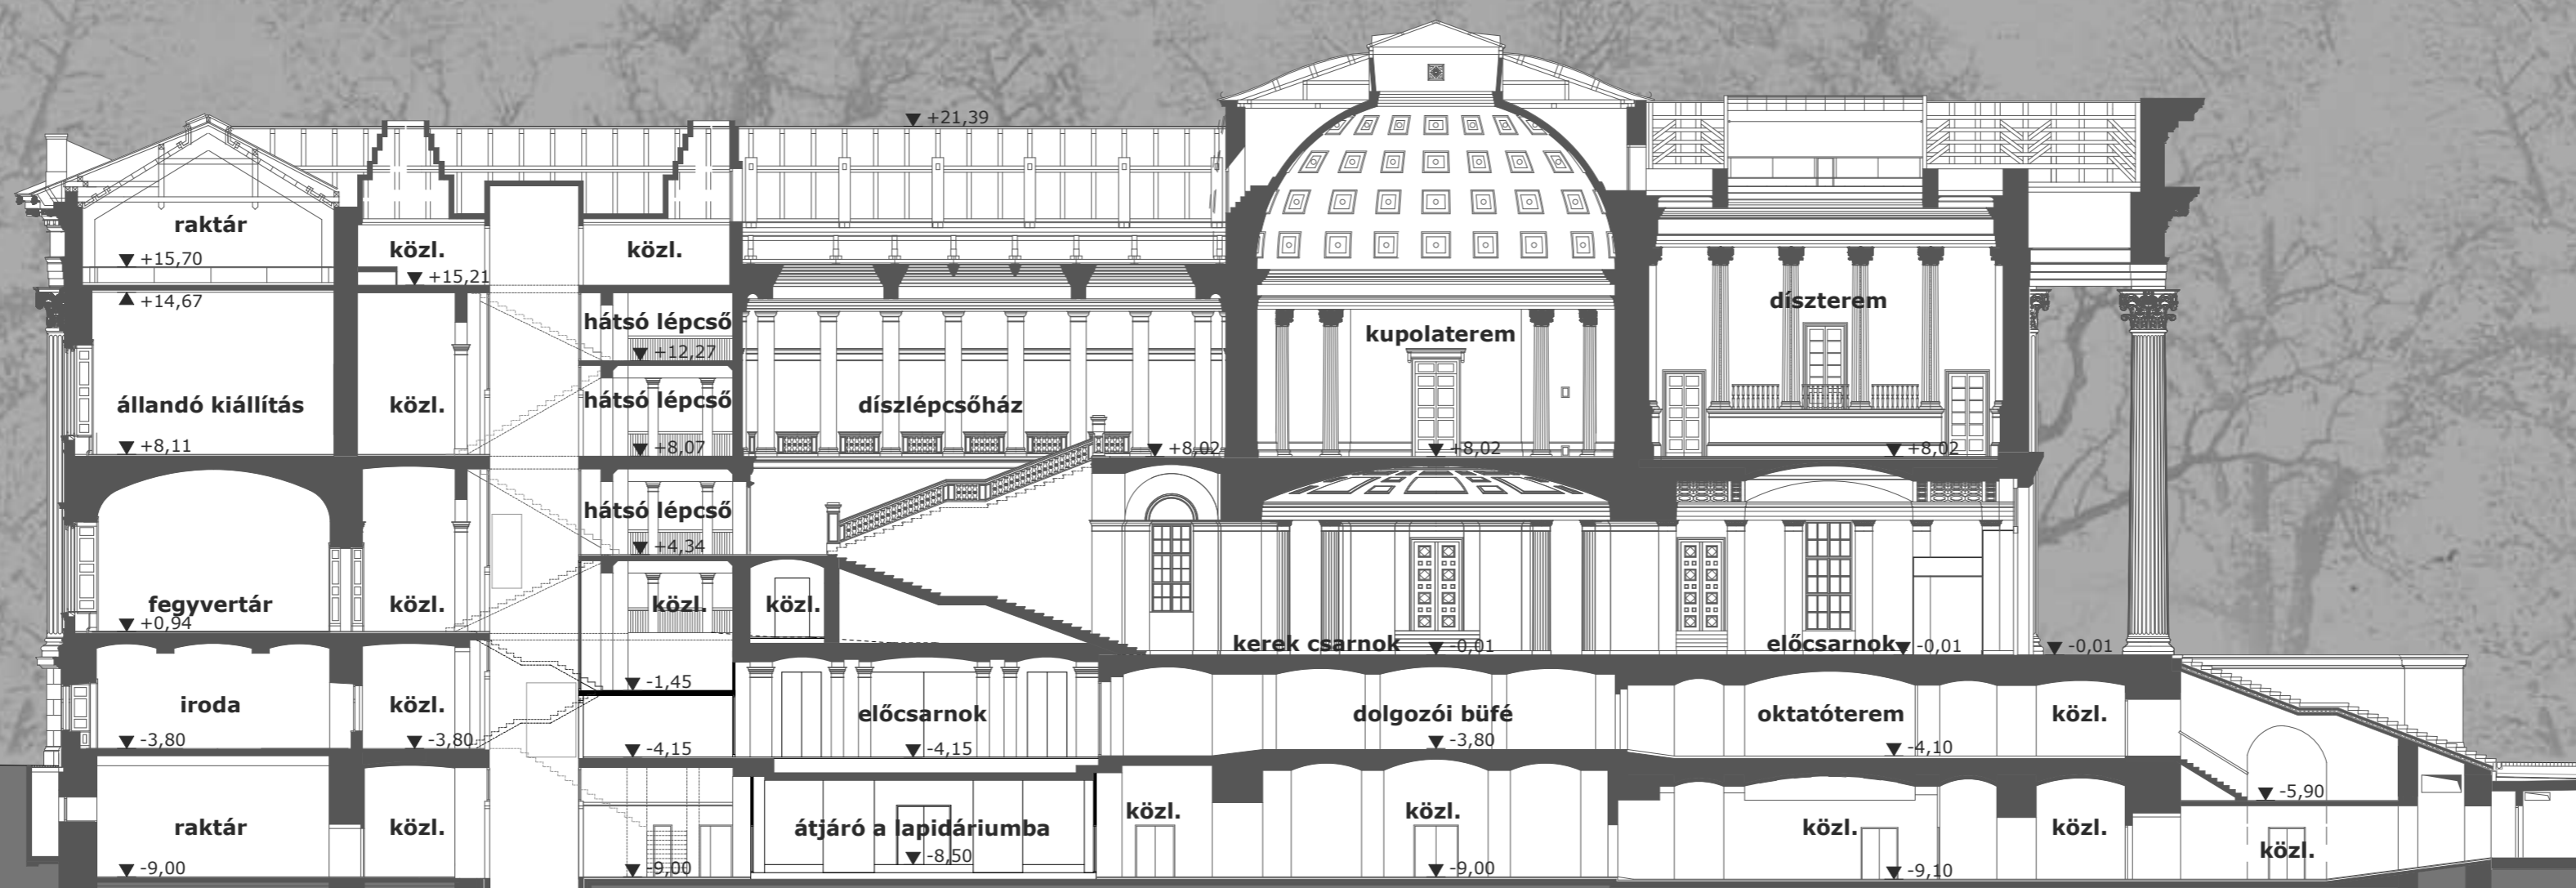 +21,39
raktár
+15,70
közl.
közl.
+15,21
+14,67
hátsó lépcső
+12,27
díszterem
kupolaterem
állandó kiállítás
közl.
hátsó lépcső
díszlépcsőház
+8,11
+8,07
+8,02
+8,02
+8,02
hátsó lépcső
+4,34
fegyvertár
+0,94
közl.
közl.
közl.
kerek csarnok
-0,01
előcsarnok
-0,01
-0,01
-1,45
iroda
közl.
előcsarnok
dolgozói büfé
oktatóterem
közl.
-3,80
-3,80
-4,15
-4,15
-3,80
-4,10
-5,90
raktár
közl.
átjáró a lapidáriumba
közl.
közl.
közl.
közl.
közl.
-9,00
-9,00
-8,50
-9,00
-9,10